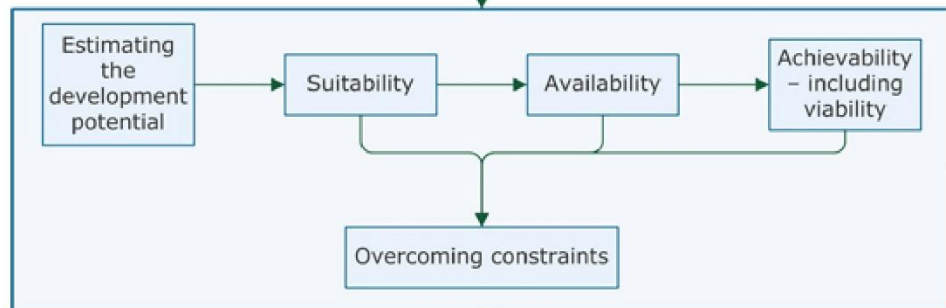 Estimating
the
development
potential
Suitability
Availability
Achievability
– including
viability
Overcoming constraints